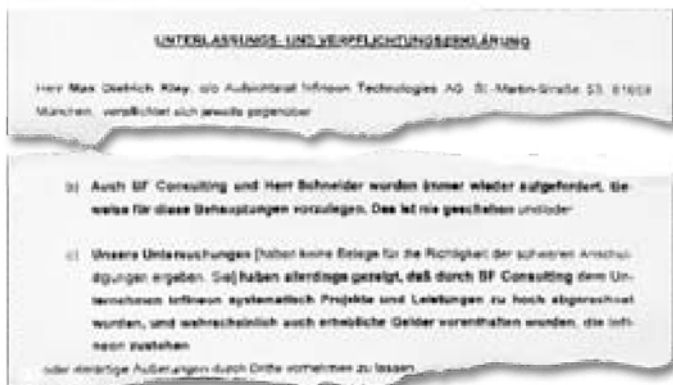 UNTERLASSUNGS- UND VERPFLICHTUNGSERKLÄRUNG
Herr Max Dietrich Kley, c/o Aufsichtsrat Infineon Technologies AG, St.-Martin-Straße 53, 81669
München, verpflichtet sich jeweils gegenüber
b) Auch BF Consulting und Herr Schneider wurden immer wieder aufgefordert, Be-
weise für diese Behauptungen vorzulegen. Das ist nie geschehen und/oder
c) Unsere Untersuchungen [haben keine Belege für die Richtigkeit der schweren Anschul-
digungen ergeben. Sie] haben allerdings gezeigt, daß durch BF Consulting dem Un-
ternehmen Infineon systematisch Projekte und Leistungen zu hoch abgerechnet
wurden, und wahrscheinlich auch erhebliche Gelder vorenthalten wurden, die Infi-
neon zustehen
oder derartige Äußerungen durch Dritte vornehmen zu lassen